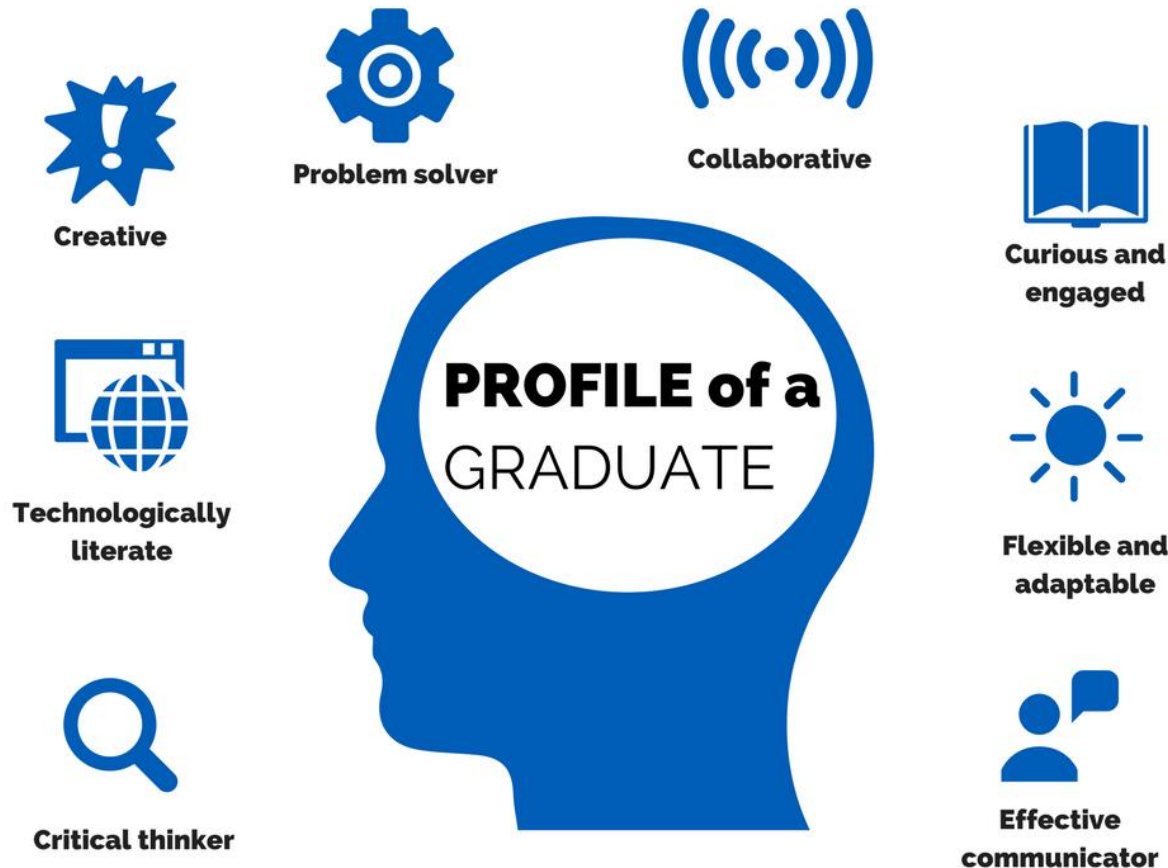 Creative
Problem solver
Collaborative
Curious and
engaged
PROFILE of a
GRADUATE
Technologically
literate
Flexible and
adaptable
Critical thinker
Effective
communicator